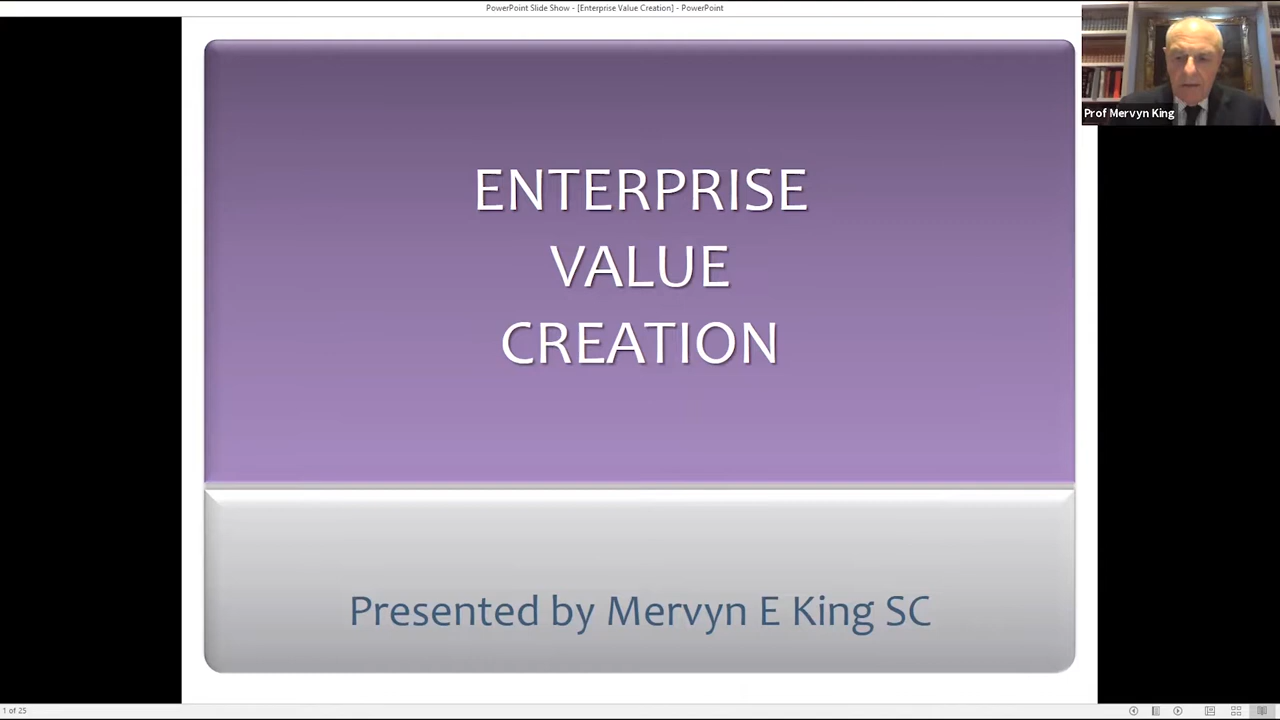 PowerPoint Slide Show - [Enterprise Value Creation] - PowerPoint
Prof Mervyn King
ENTERPRISE
VALUE
CREATION
Presented by Mervyn E King SC
1 of 25